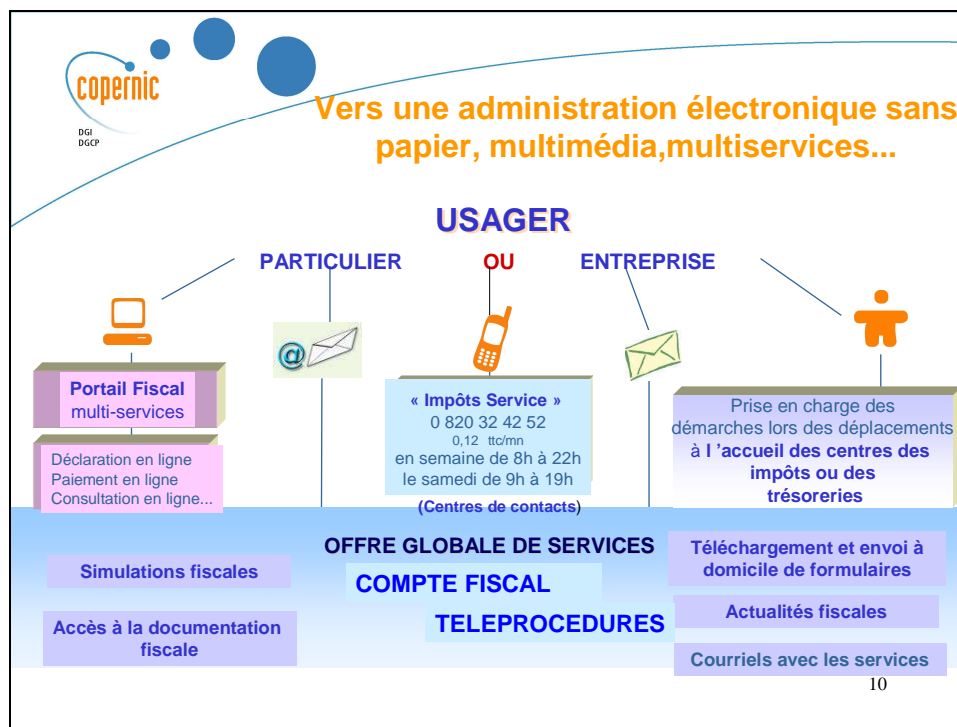 copernic
DGI
DGCP
Vers une administration électronique sans
papier, multimédia,multiservices...
USAGER
PARTICULIER OU ENTREPRISE
@
Portail Fiscal
multi-services
Déclaration en ligne
Paiement en ligne
Consultation en ligne...
« Impôts Service »
0 820 32 42 52
0,12 ttc/mn
en semaine de 8h à 22h
le samedi de 9h à 19h
(Centres de contacts)
Prise en charge des
démarches lors des déplacements
à l 'accueil des centres des
impôts ou des
trésoreries
OFFRE GLOBALE DE SERVICES
COMPTE FISCAL
TELEPROCEDURES
Simulations fiscales
Accès à la documentation
fiscale
Téléchargement et envoi à
domicile de formulaires
Actualités fiscales
Courriels avec les services
10